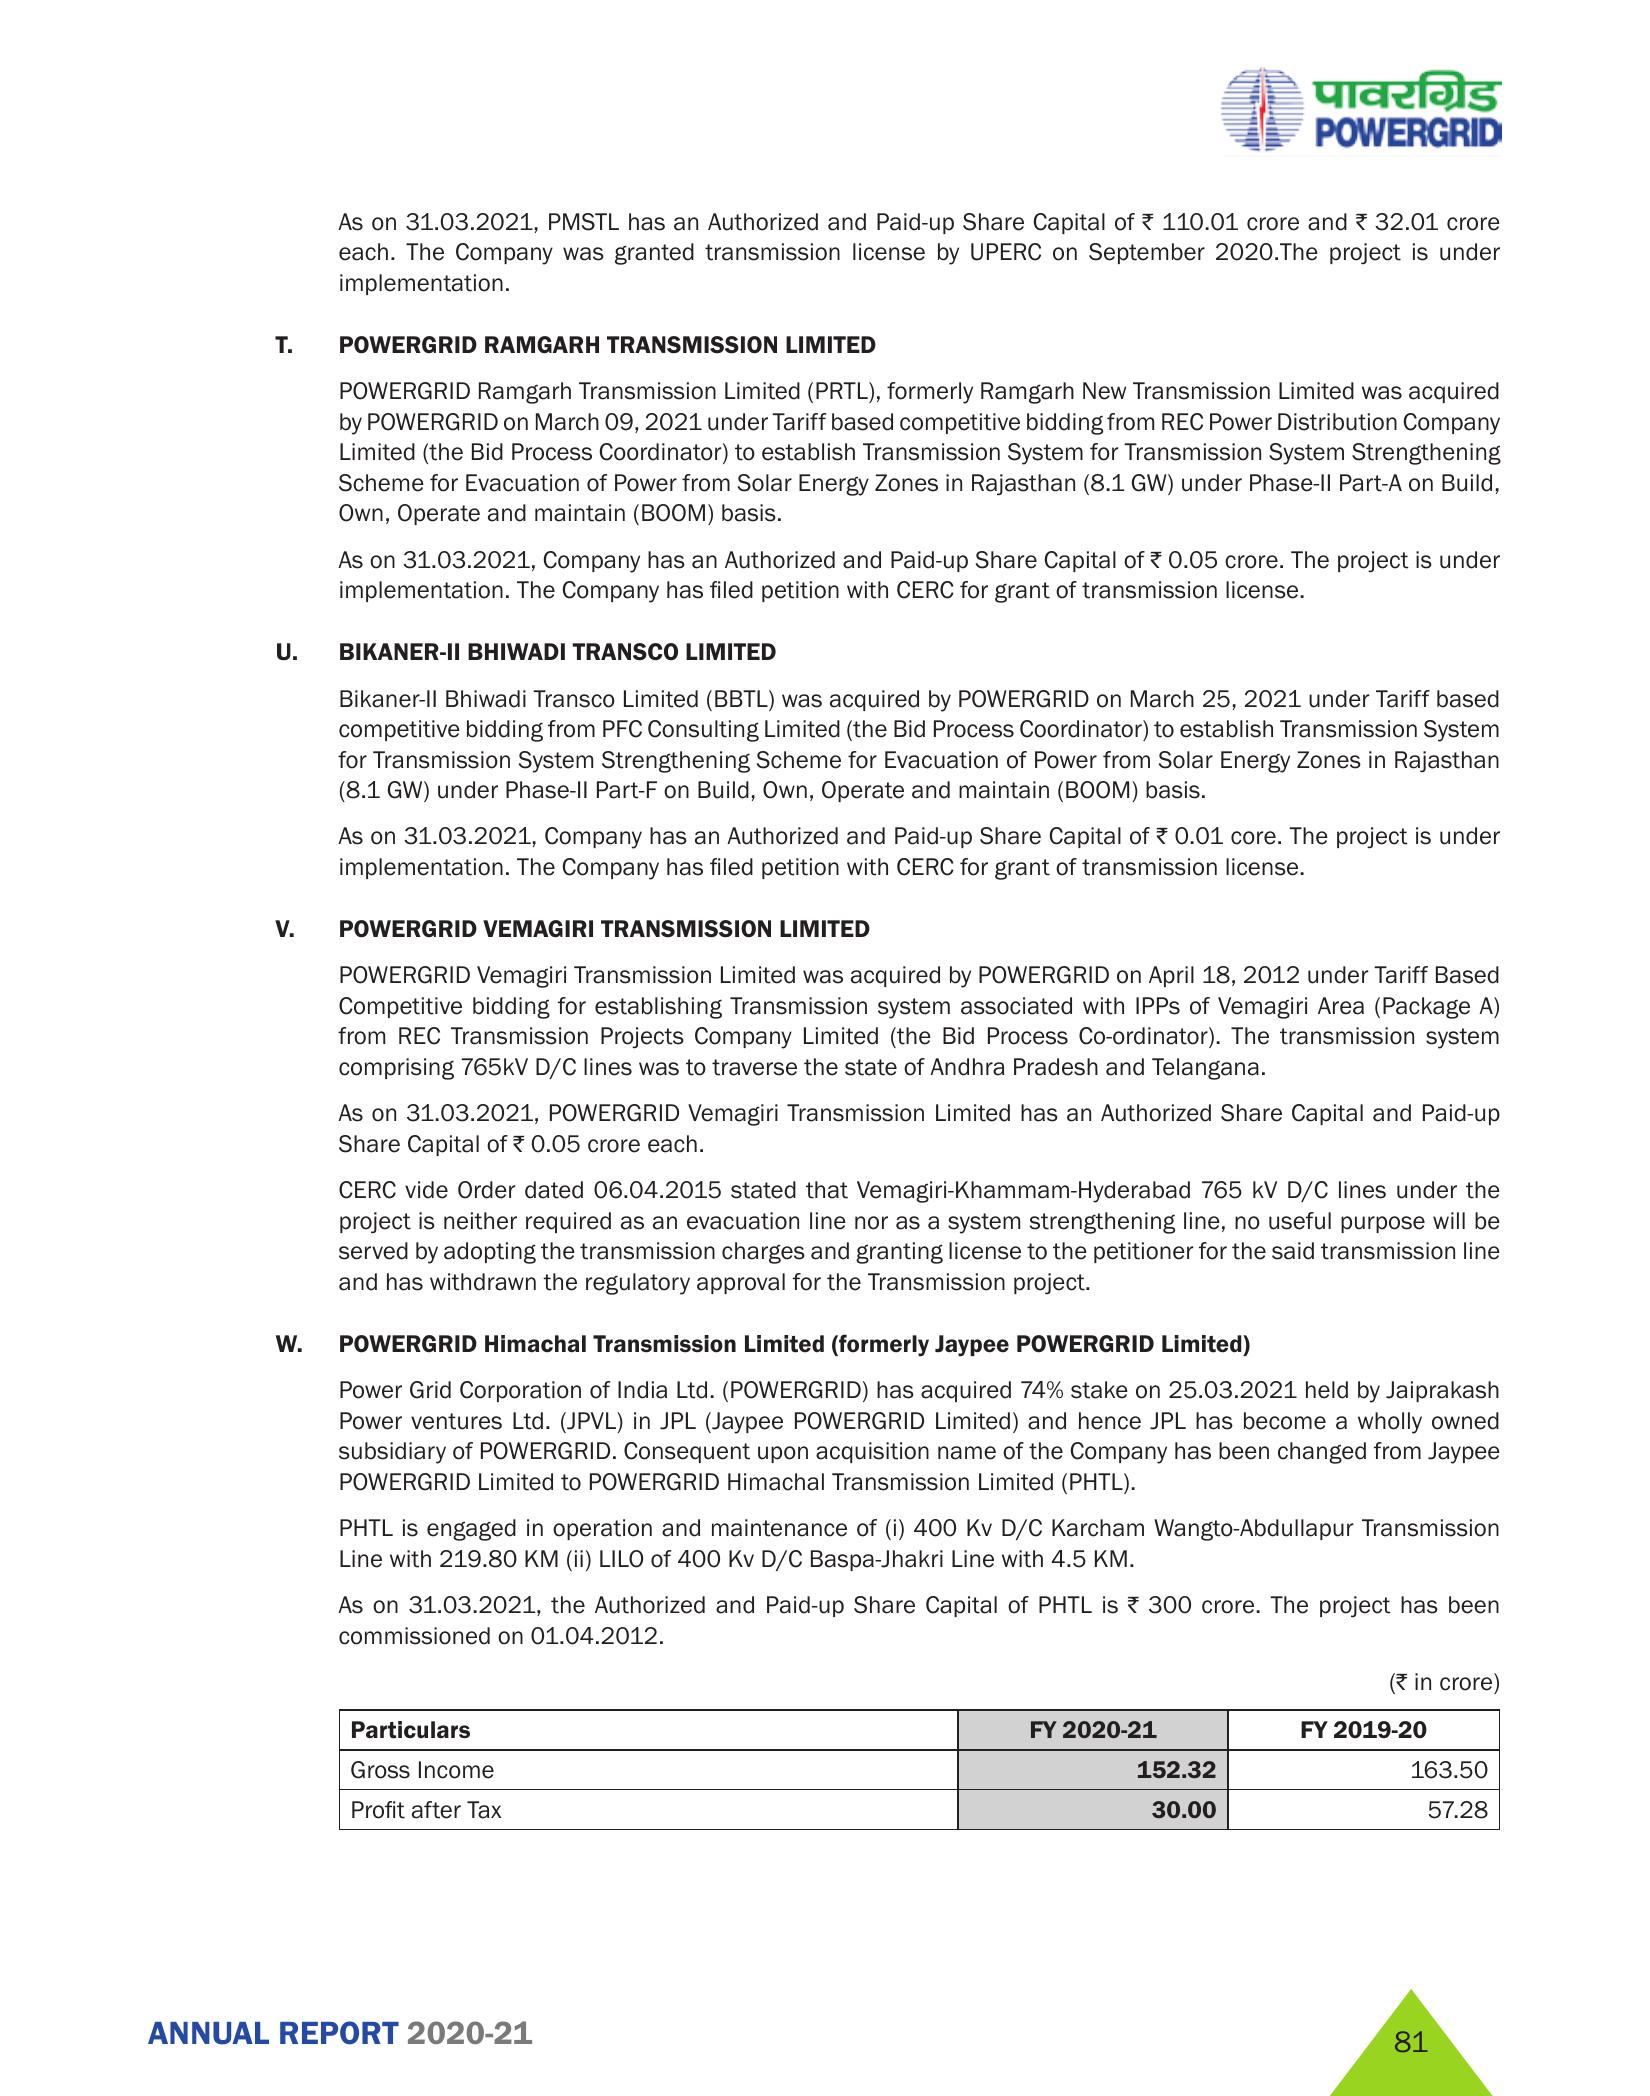 पावरग्रिड
POWERGRID
As on 31.03.2021, PMSTL has an Authorized and Paid-up Share Capital of ₹ 110.01 crore and ₹ 32.01 crore
each. The Company was granted transmission license by UPERC on September 2020.The project is under
implementation.
T. POWERGRID RAMGARH TRANSMISSION LIMITED
POWERGRID Ramgarh Transmission Limited (PRTL), formerly Ramgarh New Transmission Limited was acquired
by POWERGRID on March 09, 2021 under Tariff based competitive bidding from REC Power Distribution Company
Limited (the Bid Process Coordinator) to establish Transmission System for Transmission System Strengthening
Scheme for Evacuation of Power from Solar Energy Zones in Rajasthan (8.1 GW) under Phase-II Part-A on Build,
Own, Operate and maintain (BOOM) basis.
As on 31.03.2021, Company has an Authorized and Paid-up Share Capital of ₹ 0.05 crore. The project is under
implementation. The Company has filed petition with CERC for grant of transmission license.
U. BIKANER-II BHIWADI TRANSCO LIMITED
Bikaner-II Bhiwadi Transco Limited (BBTL) was acquired by POWERGRID on March 25, 2021 under Tariff based
competitive bidding from PFC Consulting Limited (the Bid Process Coordinator) to establish Transmission System
for Transmission System Strengthening Scheme for Evacuation of Power from Solar Energy Zones in Rajasthan
(8.1 GW) under Phase-II Part-F on Build, Own, Operate and maintain (BOOM) basis.
As on 31.03.2021, Company has an Authorized and Paid-up Share Capital of ₹ 0.01 core. The project is under
implementation. The Company has filed petition with CERC for grant of transmission license.
V. POWERGRID VEMAGIRI TRANSMISSION LIMITED
POWERGRID Vemagiri Transmission Limited was acquired by POWERGRID on April 18, 2012 under Tariff Based
Competitive bidding for establishing Transmission system associated with IPPs of Vemagiri Area (Package A)
from REC Transmission Projects Company Limited (the Bid Process Co-ordinator). The transmission system
comprising 765kV D/C lines was to traverse the state of Andhra Pradesh and Telangana.
As on 31.03.2021, POWERGRID Vemagiri Transmission Limited has an Authorized Share Capital and Paid-up
Share Capital of ₹ 0.05 crore each.
CERC vide Order dated 06.04.2015 stated that Vemagiri-Khammam-Hyderabad 765 kV D/C lines under the
project is neither required as an evacuation line nor as a system strengthening line, no useful purpose will be
served by adopting the transmission charges and granting license to the petitioner for the said transmission line
and has withdrawn the regulatory approval for the Transmission project.
W. POWERGRID Himachal Transmission Limited (formerly Jaypee POWERGRID Limited)
Power Grid Corporation of India Ltd. (POWERGRID) has acquired 74% stake on 25.03.2021 held by Jaiprakash
Power ventures Ltd. (JPVL) in JPL (Jaypee POWERGRID Limited) and hence JPL has become a wholly owned
subsidiary of POWERGRID. Consequent upon acquisition name of the Company has been changed from Jaypee
POWERGRID Limited to POWERGRID Himachal Transmission Limited (PHTL).
PHTL is engaged in operation and maintenance of (i) 400 Kv D/C Karcham Wangto-Abdullapur Transmission
Line with 219.80 KM (ii) LILO of 400 Kv D/C Baspa-Jhakri Line with 4.5 KM.
As on 31.03.2021, the Authorized and Paid-up Share Capital of PHTL is ₹ 300 crore. The project has been
commissioned on 01.04.2012.
(₹ in crore)
Particulars FY 2020-21 FY 2019-20
Gross Income 152.32 163.50
Profit after Tax 30.00 57.28
ANNUAL REPORT 2020-21
81